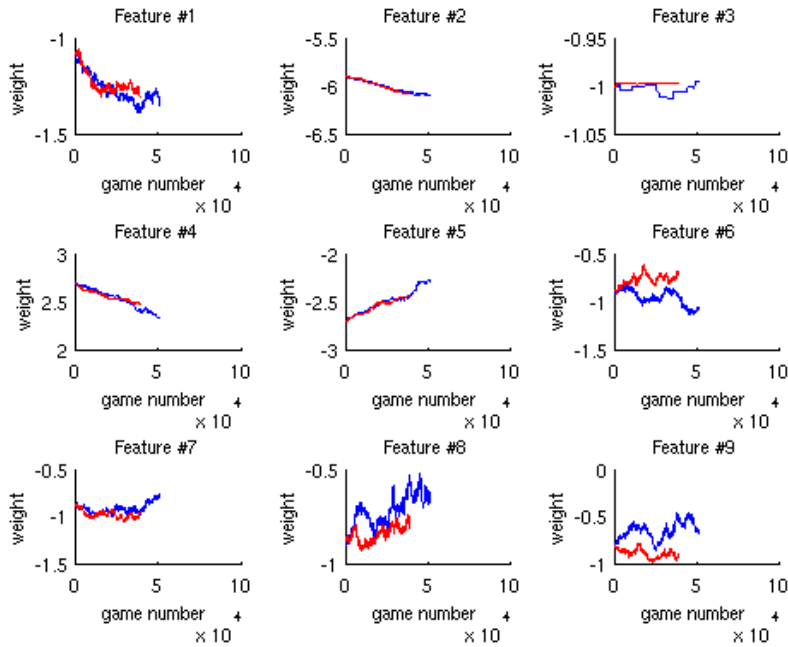 Feature #1 Feature #2 Feature #3
-1 -5.5 -0.95
weight weight weight
-6 -1
-1.5 -6.5 -1.05
0 5 10 0 5 10 0 5 10
game number game number game number
x 10 4 x 10 4 x 10 4
Feature #4 Feature #5 Feature #6
3 -2 -0.5
weight weight weight
2.5 -2.5 -1
2 -3 -1.5
0 5 10 0 5 10 0 5 10
game number game number game number
x 10 4 x 10 4 x 10 4
Feature #7 Feature #8 Feature #9
-0.5 -0.5 0
weight weight weight
-1 -0.5
-1.5 -1 -1
0 5 10 0 5 10 0 5 10
game number game number game number
x 10 4 x 10 4 x 10 4